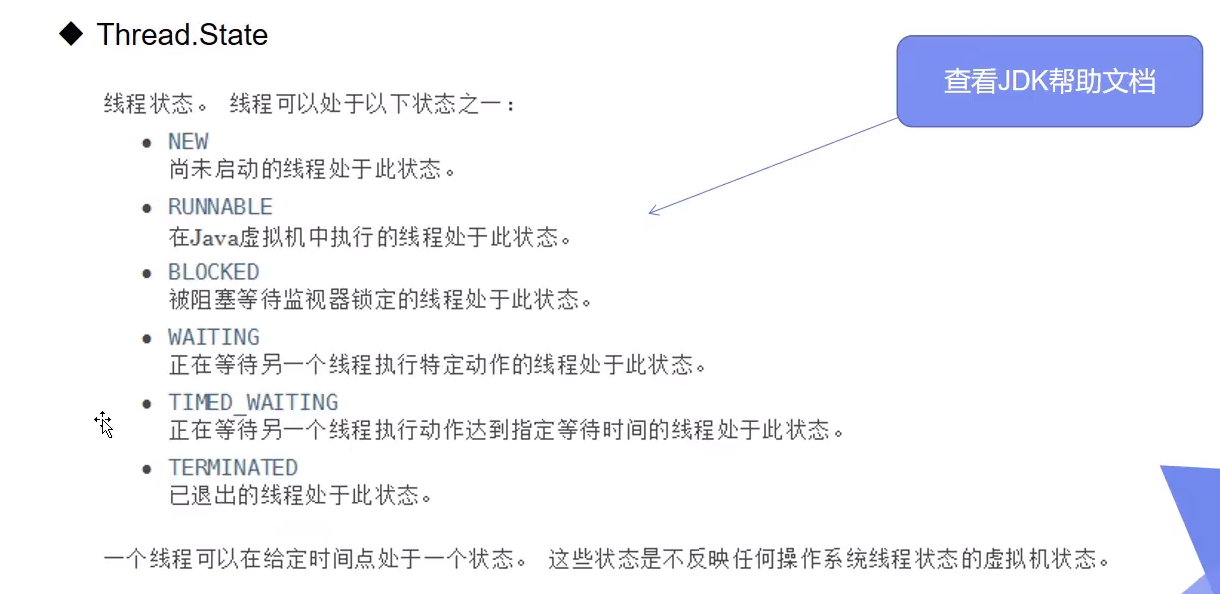 Thread.State
查看JDK帮助文档
线程状态。 线程可以处于以下状态之一：
NEW
尚未启动的线程处于此状态。
RUNNABLE
在Java虚拟机中执行的线程处于此状态。
BLOCKED
被阻塞等待监视器锁定的线程处于此状态。
WAITING
正在等待另一个线程执行特定动作的线程处于此状态。
TIMED_WAITING
正在等待另一个线程执行动作达到指定等待时间的线程处于此状态。
TERMINATED
已退出的线程处于此状态。
一个线程可以在给定时间点处于一个状态。 这些状态是不反映任何操作系统线程状态的虚拟机状态。